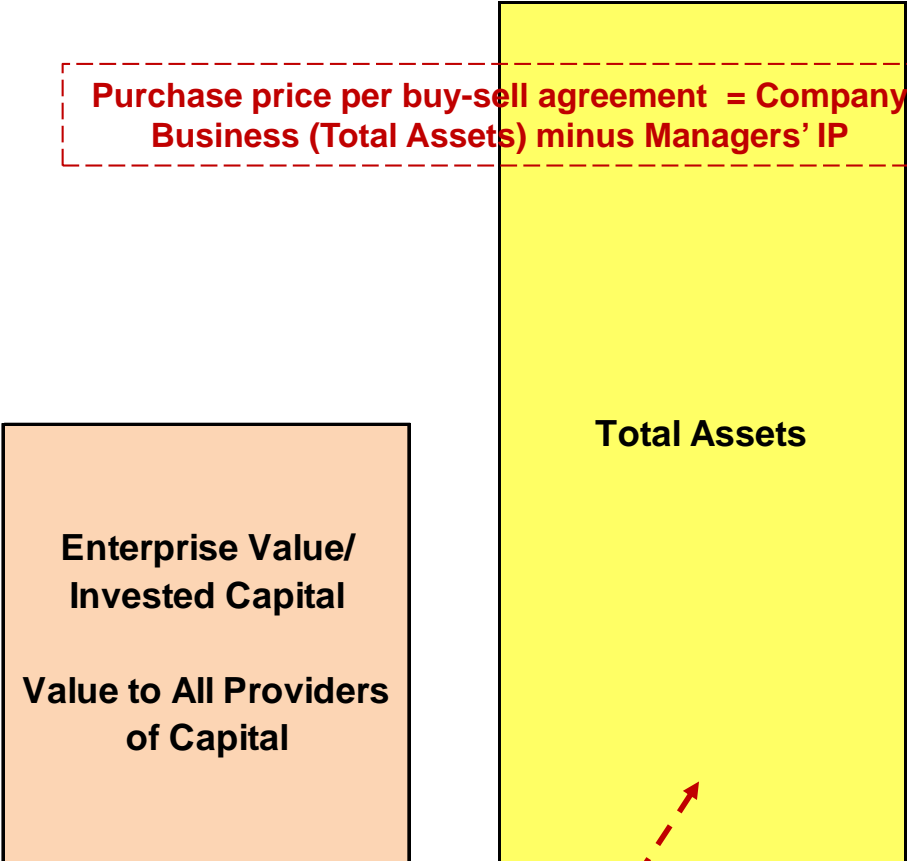 Purchase price per buy-sell agreement = Company
Business (Total Assets) minus Managers’ IP
Total Assets
Enterprise Value/
Invested Capital
Value to All Providers
of Capital